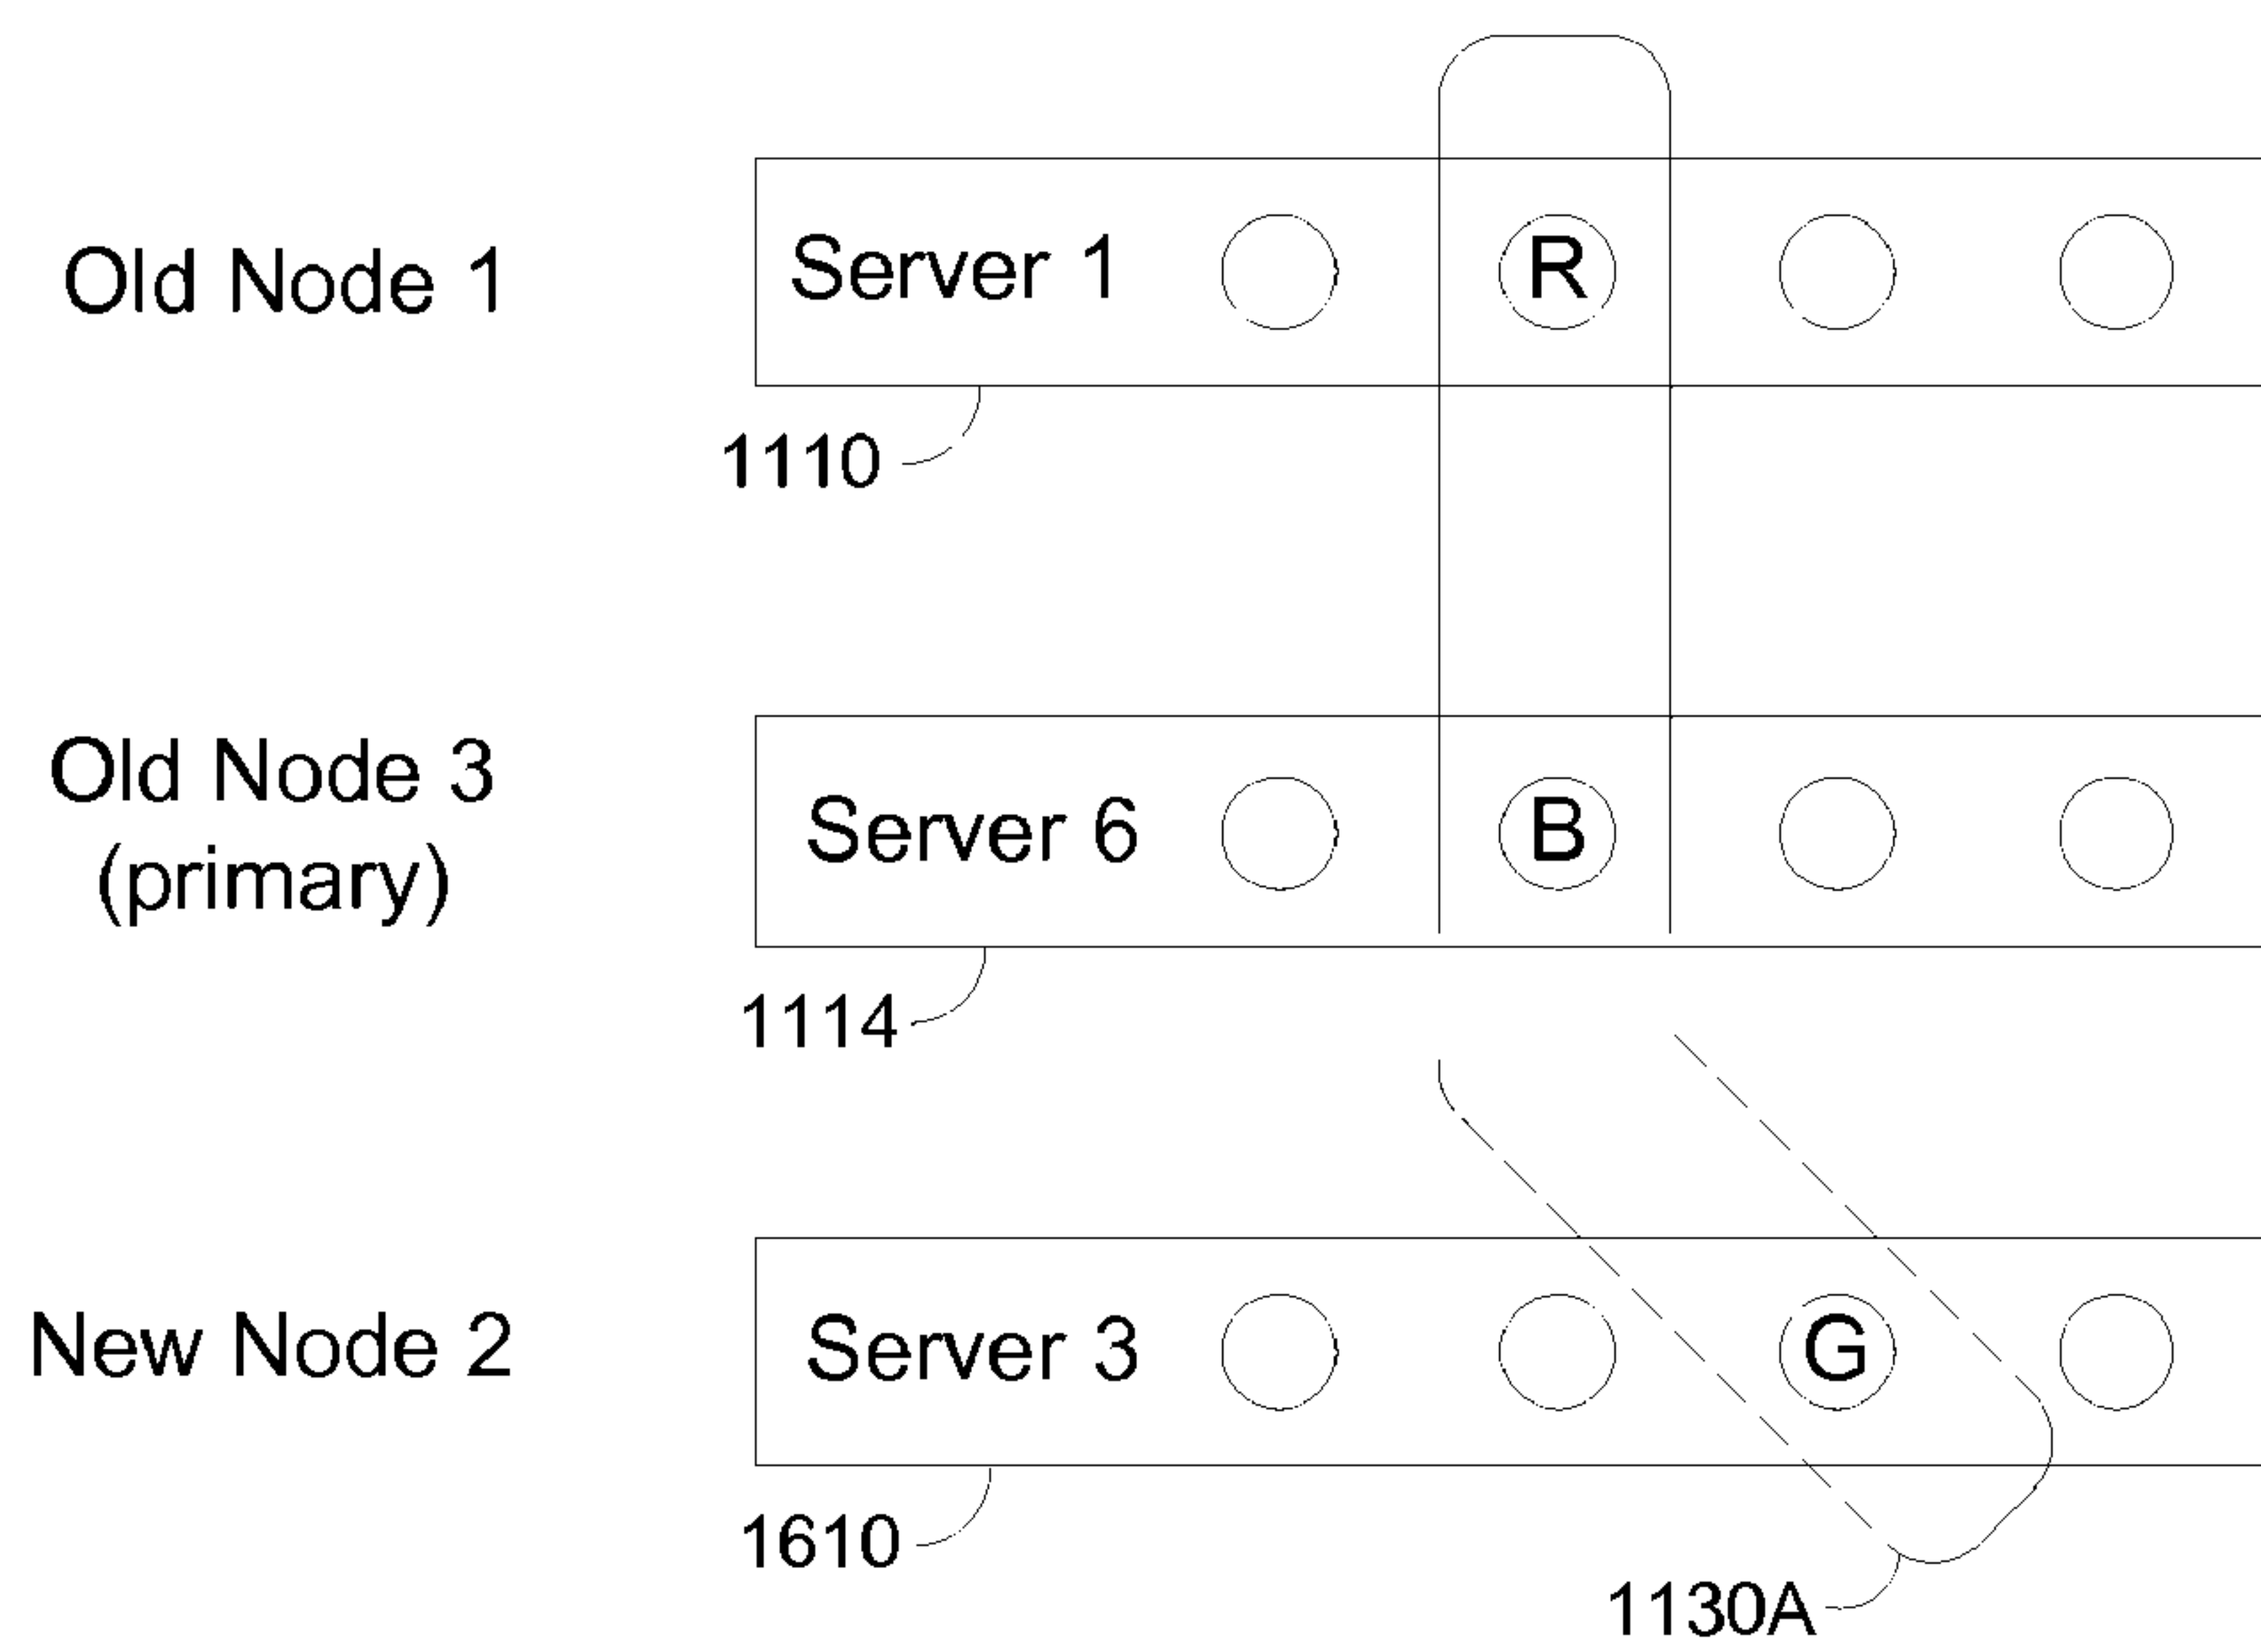 Old Node 1
Server 1
R
1110
Old Node 3
(primary)
Server 6
B
1114
New Node 2
Server 3
G
1610
1130A